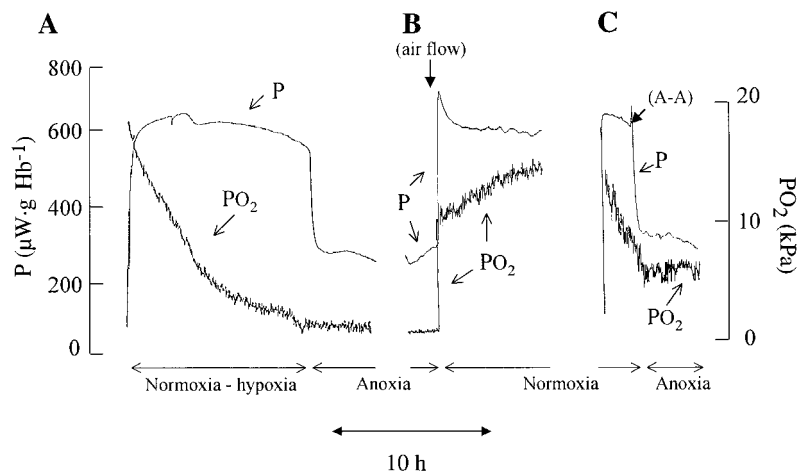 A
B
C
(air flow)
800
600
400
200
0
P (μW·g Hb⁻¹)
P
PO₂
P
PO₂
(A-A)
P
PO₂
20
10
0
PO₂ (kPa)
Normoxia - hypoxia
Anoxia
Normoxia
Anoxia
10 h